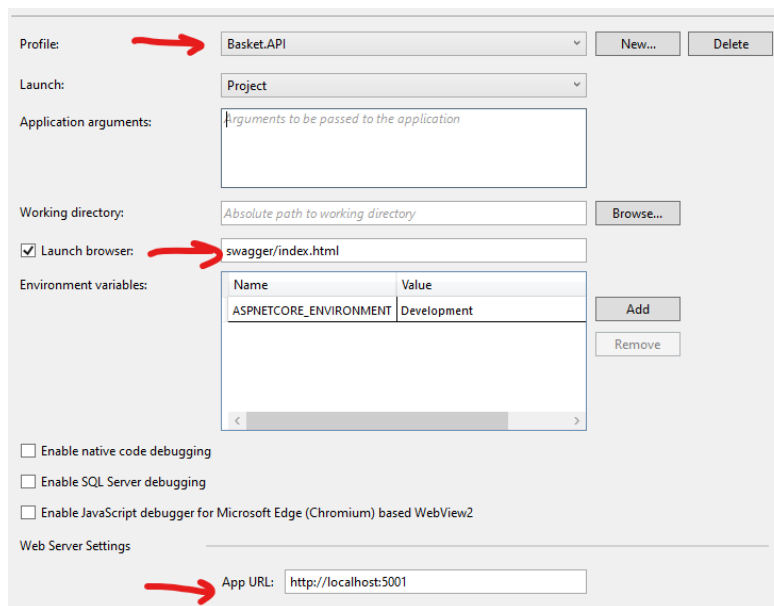 Profile: Basket.API New... Delete
Launch: Project
Application arguments: Arguments to be passed to the application
Working directory: Absolute path to working directory Browse...
Launch browser: swagger/index.html
Environment variables: Name Value
ASPNETCORE_ENVIRONMENT Development Add
Remove
Enable native code debugging
Enable SQL Server debugging
Enable JavaScript debugger for Microsoft Edge (Chromium) based WebView2
Web Server Settings
App URL: http://localhost:5001